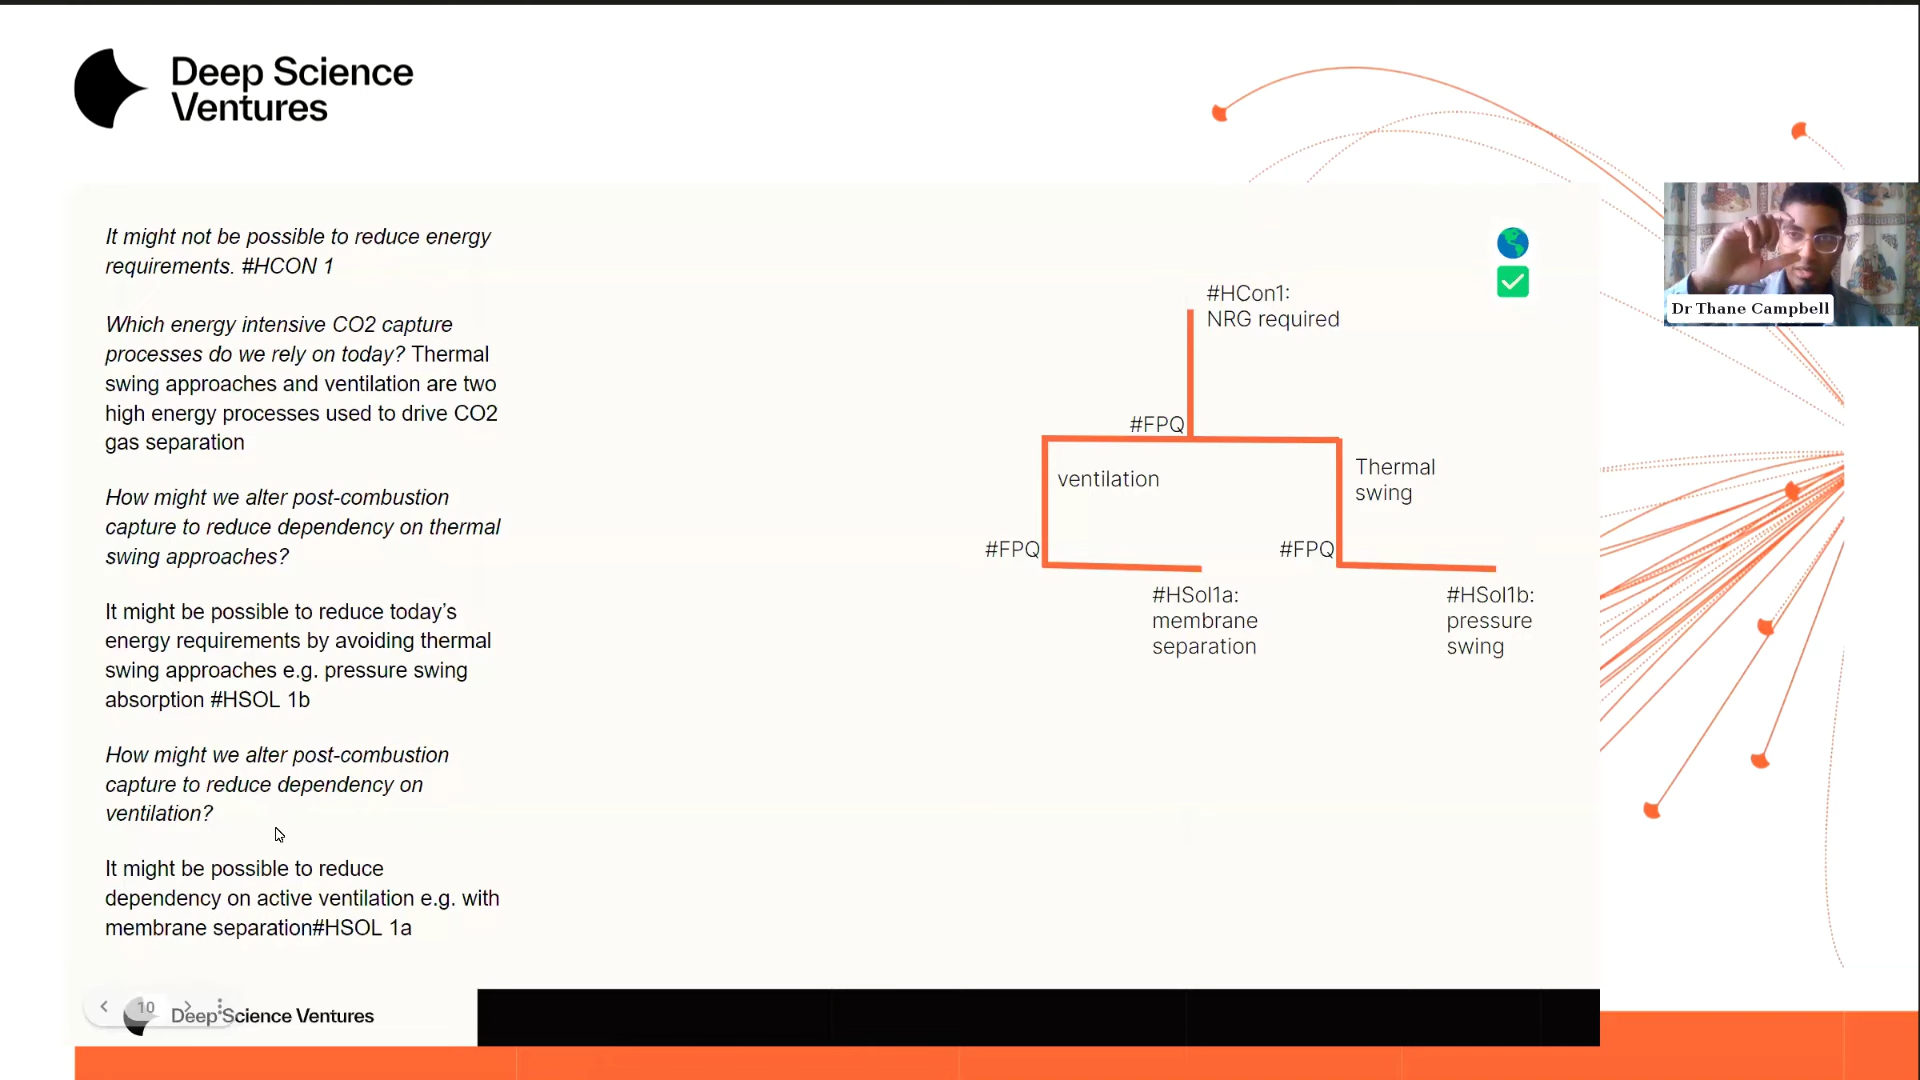 Deep Science
Ventures
It might not be possible to reduce energy
requirements. #HCON 1
Which energy intensive CO2 capture
processes do we rely on today? Thermal
swing approaches and ventilation are two
high energy processes used to drive CO2
gas separation
How might we alter post-combustion
capture to reduce dependency on thermal
swing approaches?
It might be possible to reduce today’s
energy requirements by avoiding thermal
swing approaches e.g. pressure swing
absorption #HSOL 1b
How might we alter post-combustion
capture to reduce dependency on
ventilation?
It might be possible to reduce
dependency on active ventilation e.g. with
membrane separation#HSOL 1a
#HCon1:
NRG required
#FPQ
ventilation
Thermal
swing
#FPQ
#FPQ
#HSol1a:
membrane
separation
#HSol1b:
pressure
swing
Dr Thane Campbell
10
Deep Science Ventures